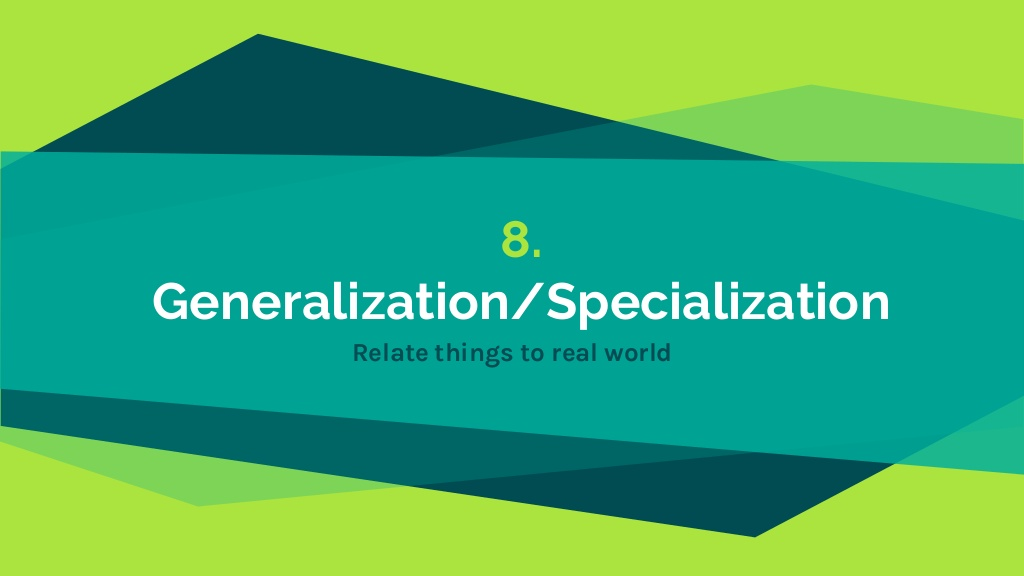 8.
Generalization/Specialization
Relate things to real world